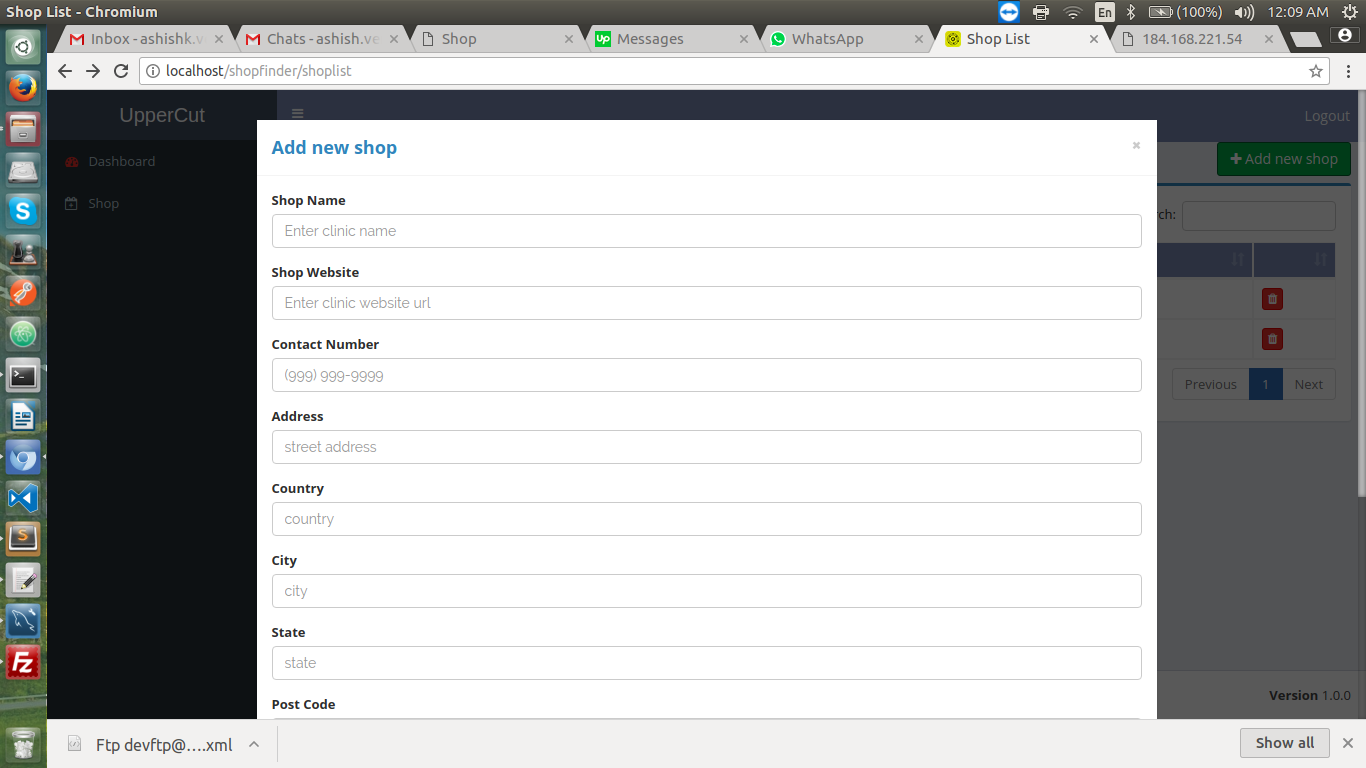 Shop List - Chromium
En
(100%)
12:09 AM
Inbox - ashishk.v
Chats - ashish.ve
Shop
Up
Messages
WhatsApp
Shop List
184.168.221.54
localhost/shopfinder/shoplist
UpperCut
Logout
Dashboard
Shop
Add new shop
Add new shop
Shop Name
Enter clinic name
rch:
Shop Website
Enter clinic website url
Contact Number
(999) 999-9999
Previous
1
Next
Address
street address
Country
country
City
city
State
state
Post Code
Version 1.0.0
Ftp devftp@....xml
Show all